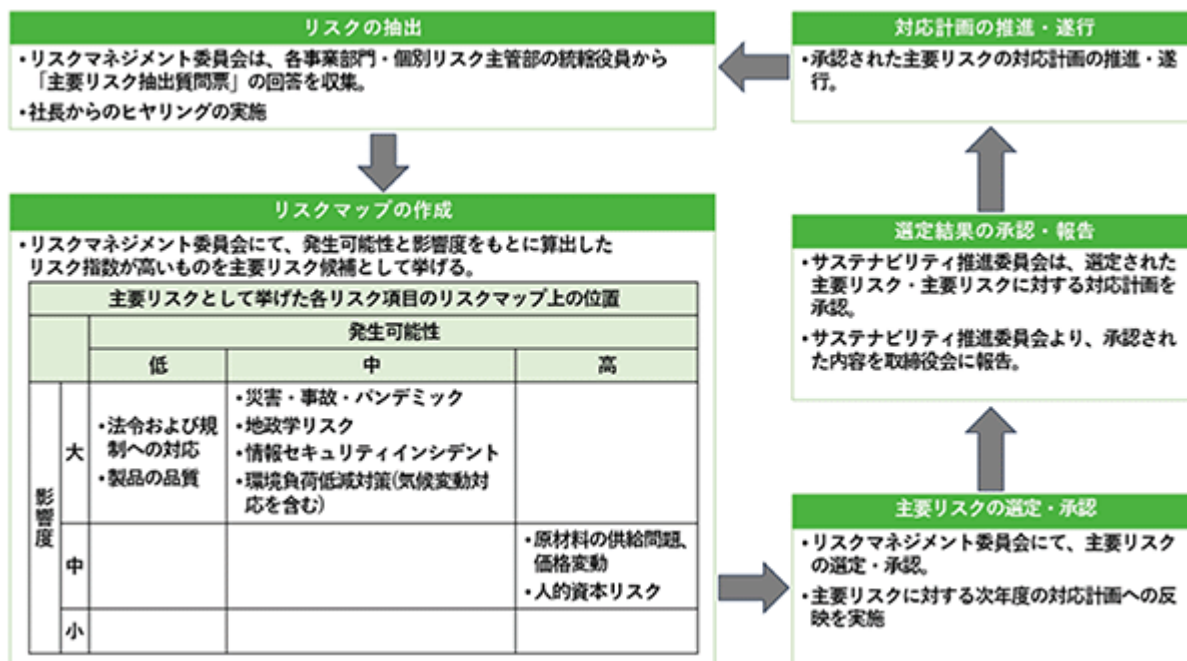 リスクの抽出
・リスクマネジメント委員会は、各事業部門・個別リスク主管部の統轄役員から
「主要リスク抽出質問票」の回答を収集。
・社長からのヒヤリングの実施
リスクマップの作成
・リスクマネジメント委員会にて、発生可能性と影響度をもとに算出した
リスク指数が高いものを主要リスク候補として挙げる。
主要リスクとして挙げた各リスク項目のリスクマップ上の位置
発生可能性
低
中
高
影響度
大
・法令および規
制への対応
・製品の品質
・災害・事故・パンデミック
・地政学リスク
・情報セキュリティインシデント
・環境負荷低減対策(気候変動対
応を含む)
中
・原材料の供給問題、
価格変動
・人的資本リスク
小
主要リスクの選定・承認
・リスクマネジメント委員会にて、主要リスク
の選定・承認。
・主要リスクに対する次年度の対応計画への反
映を実施
選定結果の承認・報告
・サステナビリティ推進委員会は、選定された
主要リスク・主要リスクに対する対応計画を
承認。
・サステナビリティ推進委員会より、承認され
た内容を取締役会に報告。
対応計画の推進・遂行
・承認された主要リスクの対応計画の推進・遂
行。